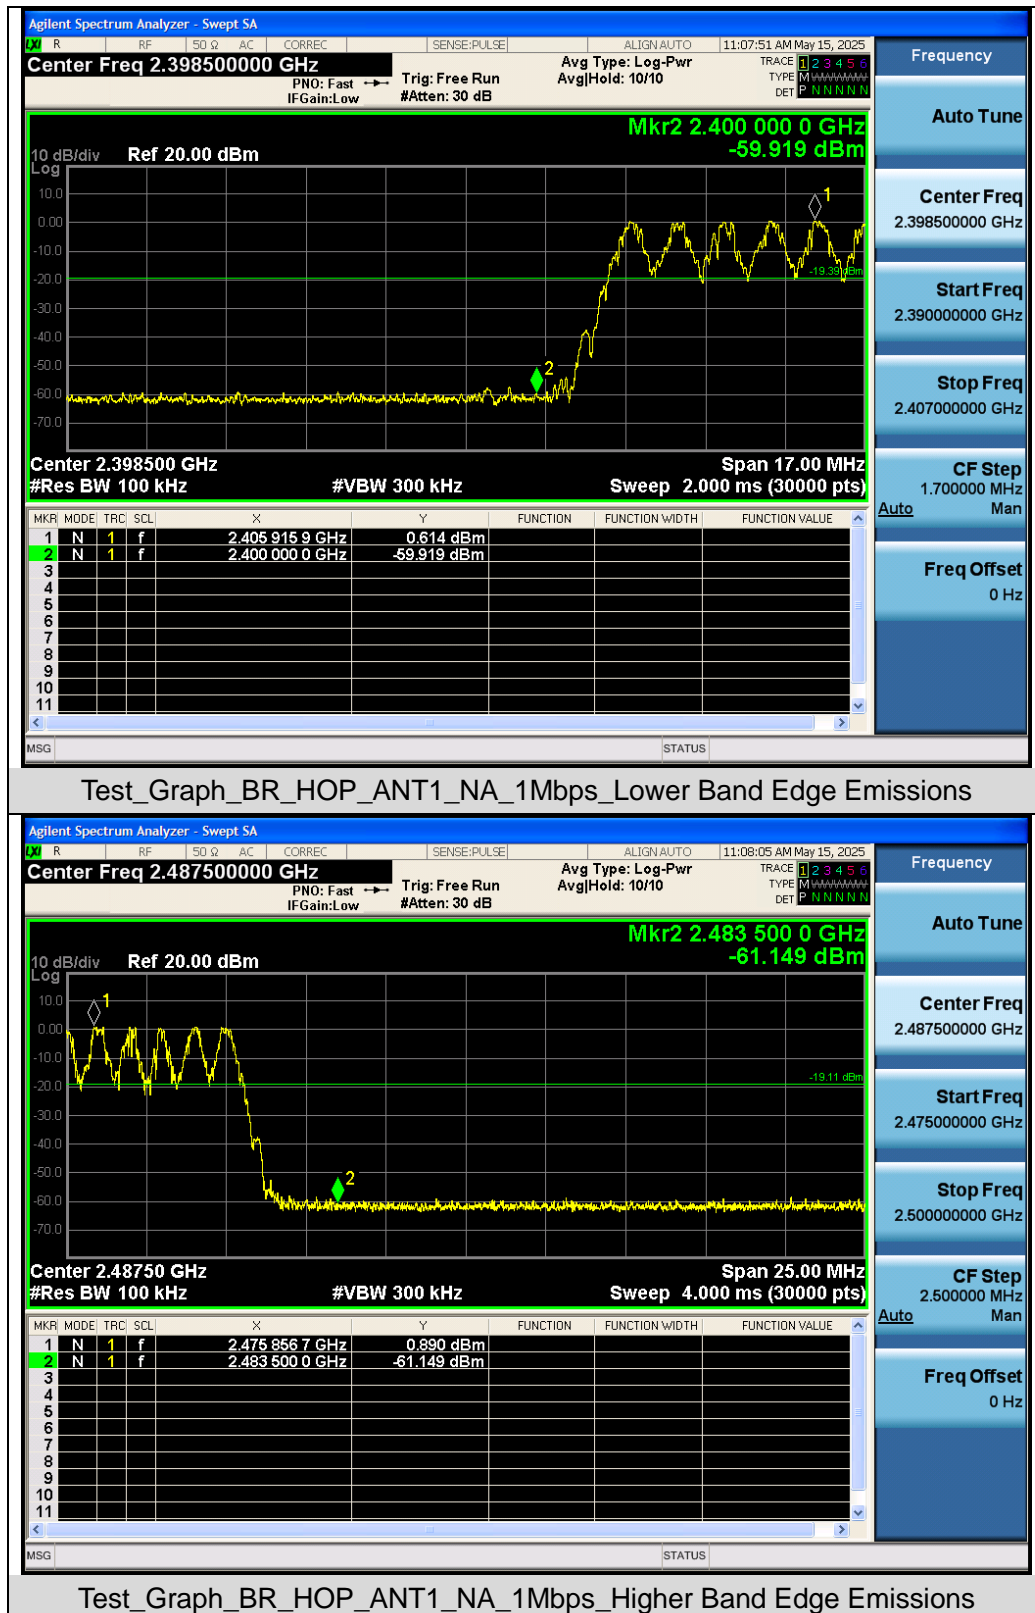 Agilent Spectrum Analyzer - Swept SA
LXI R RF 50 Ω AC CORREC SENSE:PULSE ALIGN AUTO 11:07:51 AM May 15, 2025
Center Freq 2.398500000 GHz
PNO: Fast
IFGain:Low
Trig: Free Run
#Atten: 30 dB
Avg Type: Log-Pwr
Avg|Hold: 10/10
TRACE 1 2 3 4 5 6
TYPE M W W W W W
DET P N N N N N
Mkr2 2.400 000 0 GHz
-59.919 dBm
10 dB/div Ref 20.00 dBm
Log
10.0
0.00
-10.0
-20.0
-30.0
-40.0
-50.0
-60.0
-70.0
1
-19.39 dBm
2
Center 2.398500 GHz Span 17.00 MHz
#Res BW 100 kHz #VBW 300 kHz Sweep 2.000 ms (30000 pts)
MKR MODE TRC SCL X Y FUNCTION FUNCTION WIDTH FUNCTION VALUE
1 N 1 f 2.405 915 9 GHz 0.614 dBm
2 N 1 f 2.400 000 0 GHz -59.919 dBm
3
4
5
6
7
8
9
10
11
MSG STATUS
Frequency
Auto Tune
Center Freq
2.398500000 GHz
Start Freq
2.390000000 GHz
Stop Freq
2.407000000 GHz
CF Step
1.700000 MHz
Auto Man
Freq Offset
0 Hz
Test_Graph_BR_HOP_ANT1_NA_1Mbps_Lower Band Edge Emissions
Agilent Spectrum Analyzer - Swept SA
LXI R RF 50 Ω AC CORREC SENSE:PULSE ALIGN AUTO 11:08:05 AM May 15, 2025
Center Freq 2.487500000 GHz
PNO: Fast
IFGain:Low
Trig: Free Run
#Atten: 30 dB
Avg Type: Log-Pwr
Avg|Hold: 10/10
TRACE 1 2 3 4 5 6
TYPE M W W W W W
DET P N N N N N
Mkr2 2.483 500 0 GHz
-61.149 dBm
10 dB/div Ref 20.00 dBm
Log
10.0
0.00
-10.0
-20.0
-30.0
-40.0
-50.0
-60.0
-70.0
1
-19.11 dBm
2
Center 2.48750 GHz Span 25.00 MHz
#Res BW 100 kHz #VBW 300 kHz Sweep 4.000 ms (30000 pts)
MKR MODE TRC SCL X Y FUNCTION FUNCTION WIDTH FUNCTION VALUE
1 N 1 f 2.475 856 7 GHz 0.890 dBm
2 N 1 f 2.483 500 0 GHz -61.149 dBm
3
4
5
6
7
8
9
10
11
MSG STATUS
Frequency
Auto Tune
Center Freq
2.487500000 GHz
Start Freq
2.475000000 GHz
Stop Freq
2.500000000 GHz
CF Step
2.500000 MHz
Auto Man
Freq Offset
0 Hz
Test_Graph_BR_HOP_ANT1_NA_1Mbps_Higher Band Edge Emissions